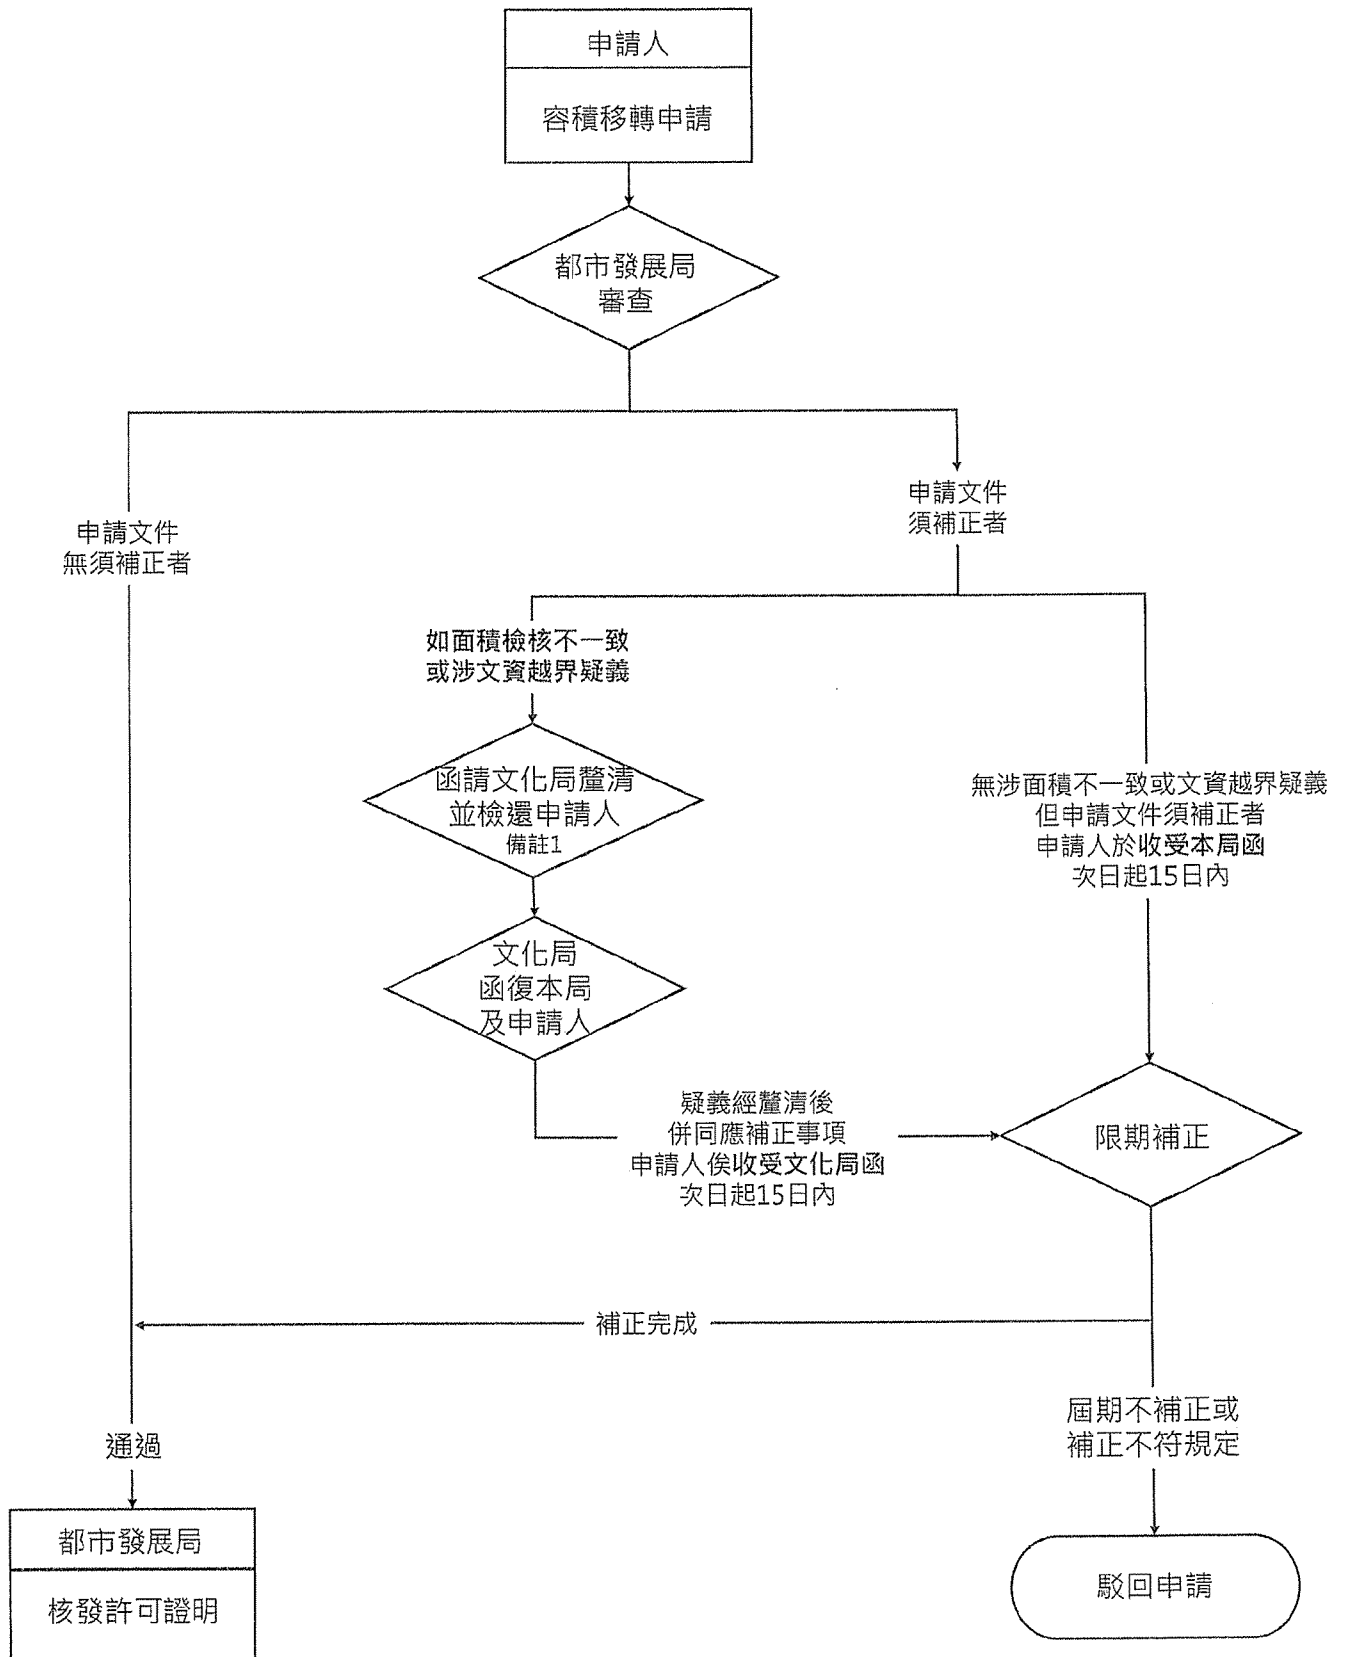 申請人
容積移轉申請
都市發展局
審查
申請文件
無須補正者
申請文件
須補正者
如面積檢核不一致
或涉文資越界疑義
函請文化局釐清
並檢還申請人
備註1
文化局
函復本局
及申請人
無涉面積不一致或文資越界疑義
但申請文件須補正者
申請人於收受本局函
次日起15日內
疑義經釐清後
併同應補正事項
申請人俟收受文化局函
次日起15日內
限期補正
補正完成
通過
屆期不補正或
補正不符規定
都市發展局
核發許可證明
駁回申請